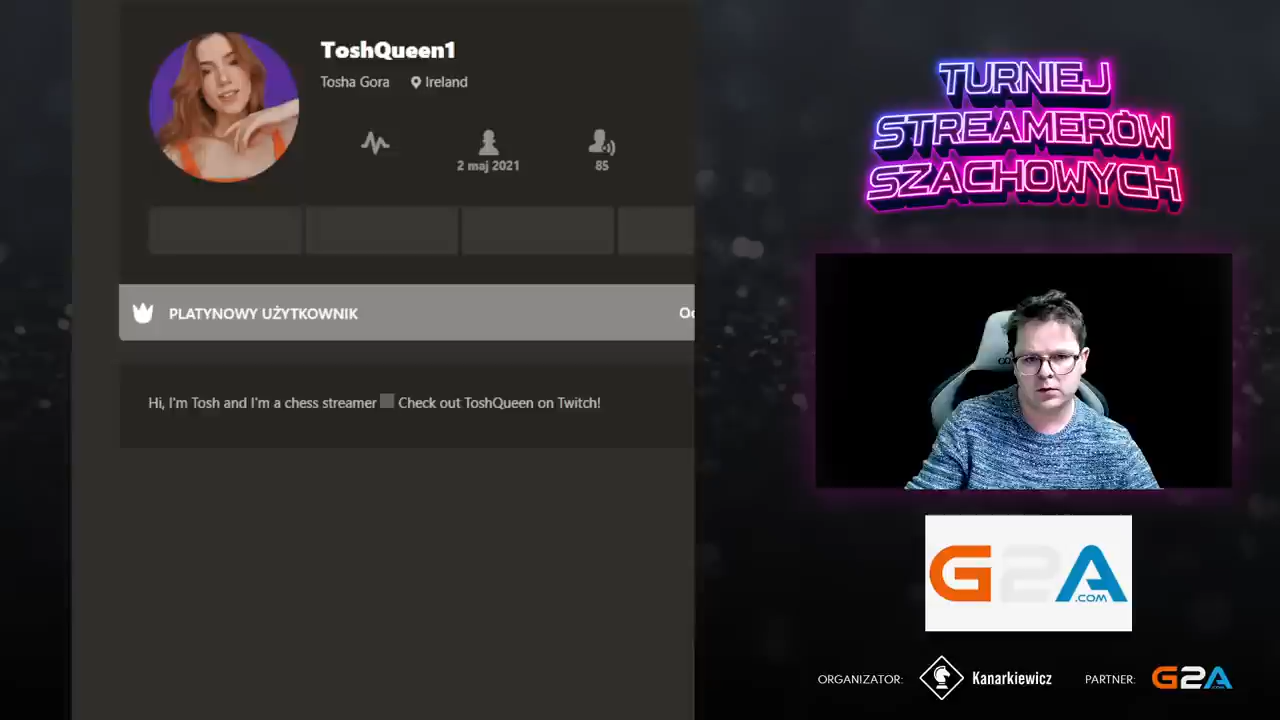 ToshQueen1
Tosha Gora Ireland
2 maj 2021
85
PLATYNOWY UŻYTKOWNIK
Hi, I'm Tosh and I'm a chess streamer Check out ToshQueen on Twitch!
TURNIEJ
STREAMERÓW
SZACHOWYCH
G2A
.COM
ORGANIZATOR: Kanarkiewicz PARTNER: G2A